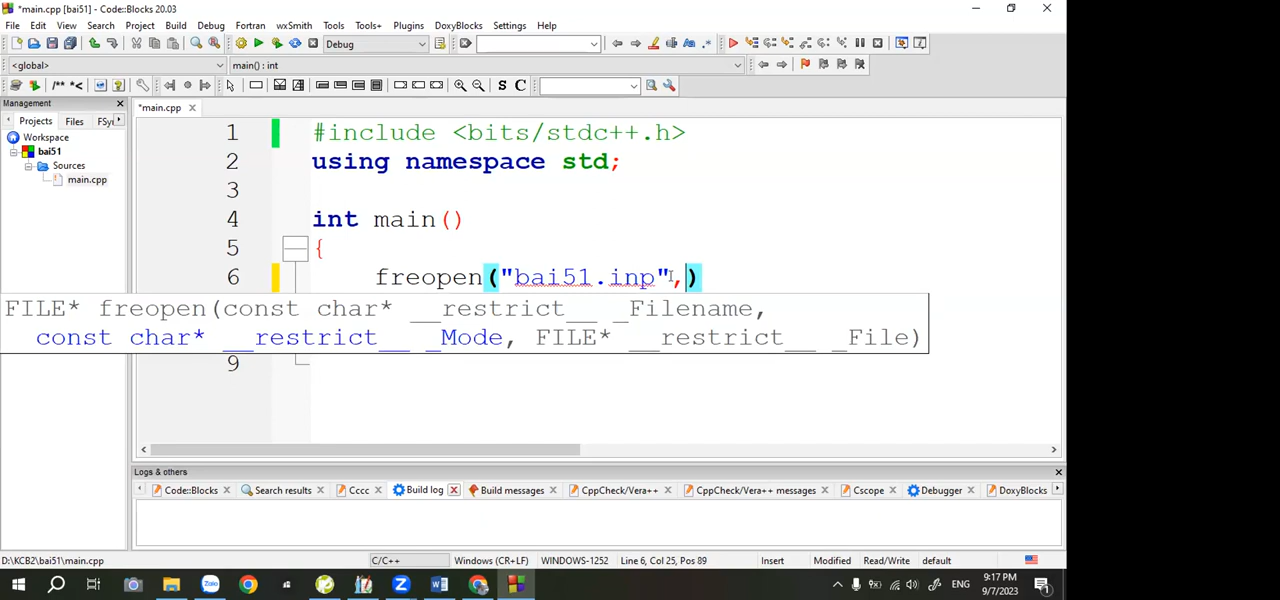 *main.cpp [bai51] - Code::Blocks 20.03
File Edit View Search Project Build Debug Fortran wxSmith Tools Tools+ Plugins DoxyBlocks Settings Help
Debug
<global> main() : int
/** *< S C
Management
*main.cpp
Projects Files FSy
Workspace
bai51
Sources
main.cpp
1 #include <bits/stdc++.h>
2 using namespace std;
3
4 int main()
5 {
6 freopen("bai51.inp",)
FILE* freopen(const char* __restrict__ _Filename,
const char* __restrict__ _Mode, FILE* __restrict__ _File)
9
Logs & others
Code::Blocks Search results Cccc Build log Build messages CppCheck/Vera++ CppCheck/Vera++ messages Cscope Debugger DoxyBlocks
D:\KCB2\bai51\main.cpp C/C++ Windows (CR+LF) WINDOWS-1252 Line 6, Col 25, Pos 89 Insert Modified Read/Write default
ENG
9:17 PM
9/7/2023